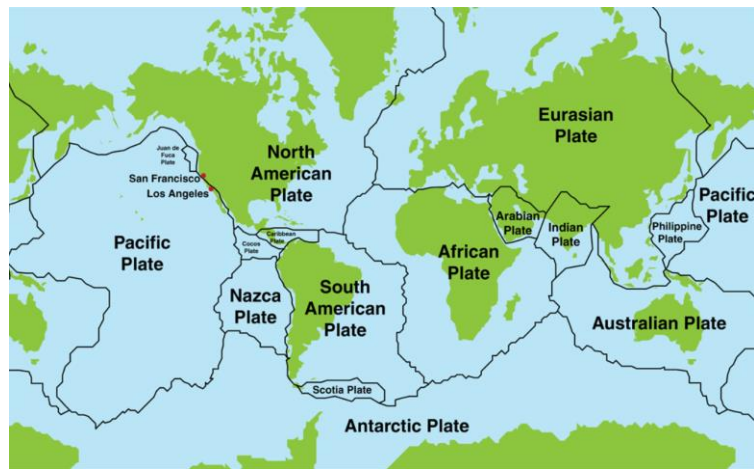 Juan de
Fuca
Plate
San Francisco
Los Angeles
North
American
Plate
Eurasian
Plate
Pacific
Plate
Cocos
Plate
Caribbean
Plate
Nazca
Plate
South
American
Plate
African
Plate
Arabian
Plate
Indian
Plate
Philippine
Plate
Pacific
Plate
Australian Plate
Scotia Plate
Antarctic Plate